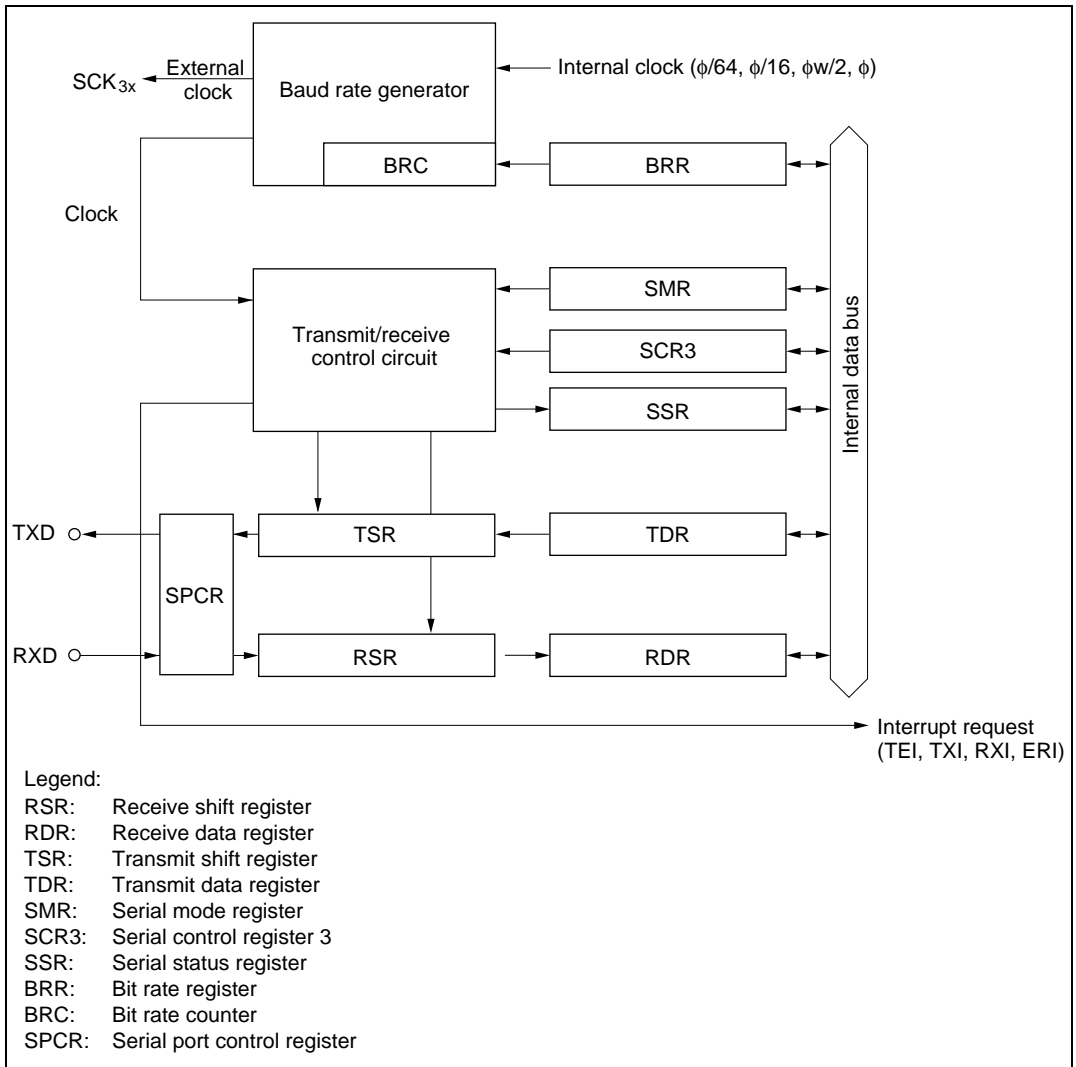 SCK3x
External
clock
Baud rate generator
Internal clock (ϕ/64, ϕ/16, ϕw/2, ϕ)
BRC
BRR
Clock
Transmit/receive
control circuit
SMR
SCR3
SSR
Internal data bus
TXD
SPCR
TSR
TDR
RXD
RSR
RDR
Interrupt request
(TEI, TXI, RXI, ERI)
Legend:
RSR: Receive shift register
RDR: Receive data register
TSR: Transmit shift register
TDR: Transmit data register
SMR: Serial mode register
SCR3: Serial control register 3
SSR: Serial status register
BRR: Bit rate register
BRC: Bit rate counter
SPCR: Serial port control register